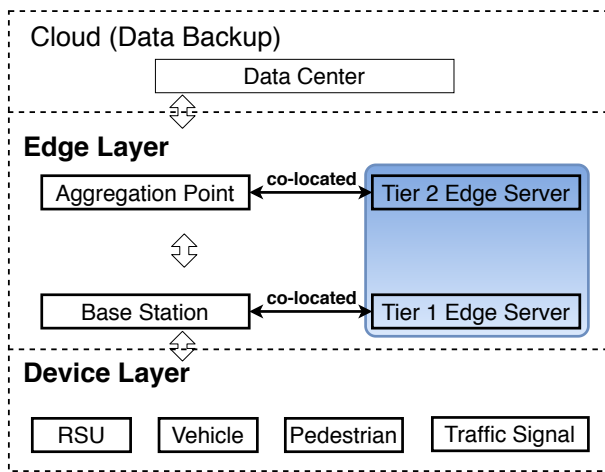 Cloud (Data Backup)
Data Center
Edge Layer
co-located
Aggregation Point
Tier 2 Edge Server
co-located
Base Station
Tier 1 Edge Server
Device Layer
RSU
Vehicle
Pedestrian
Traffic Signal